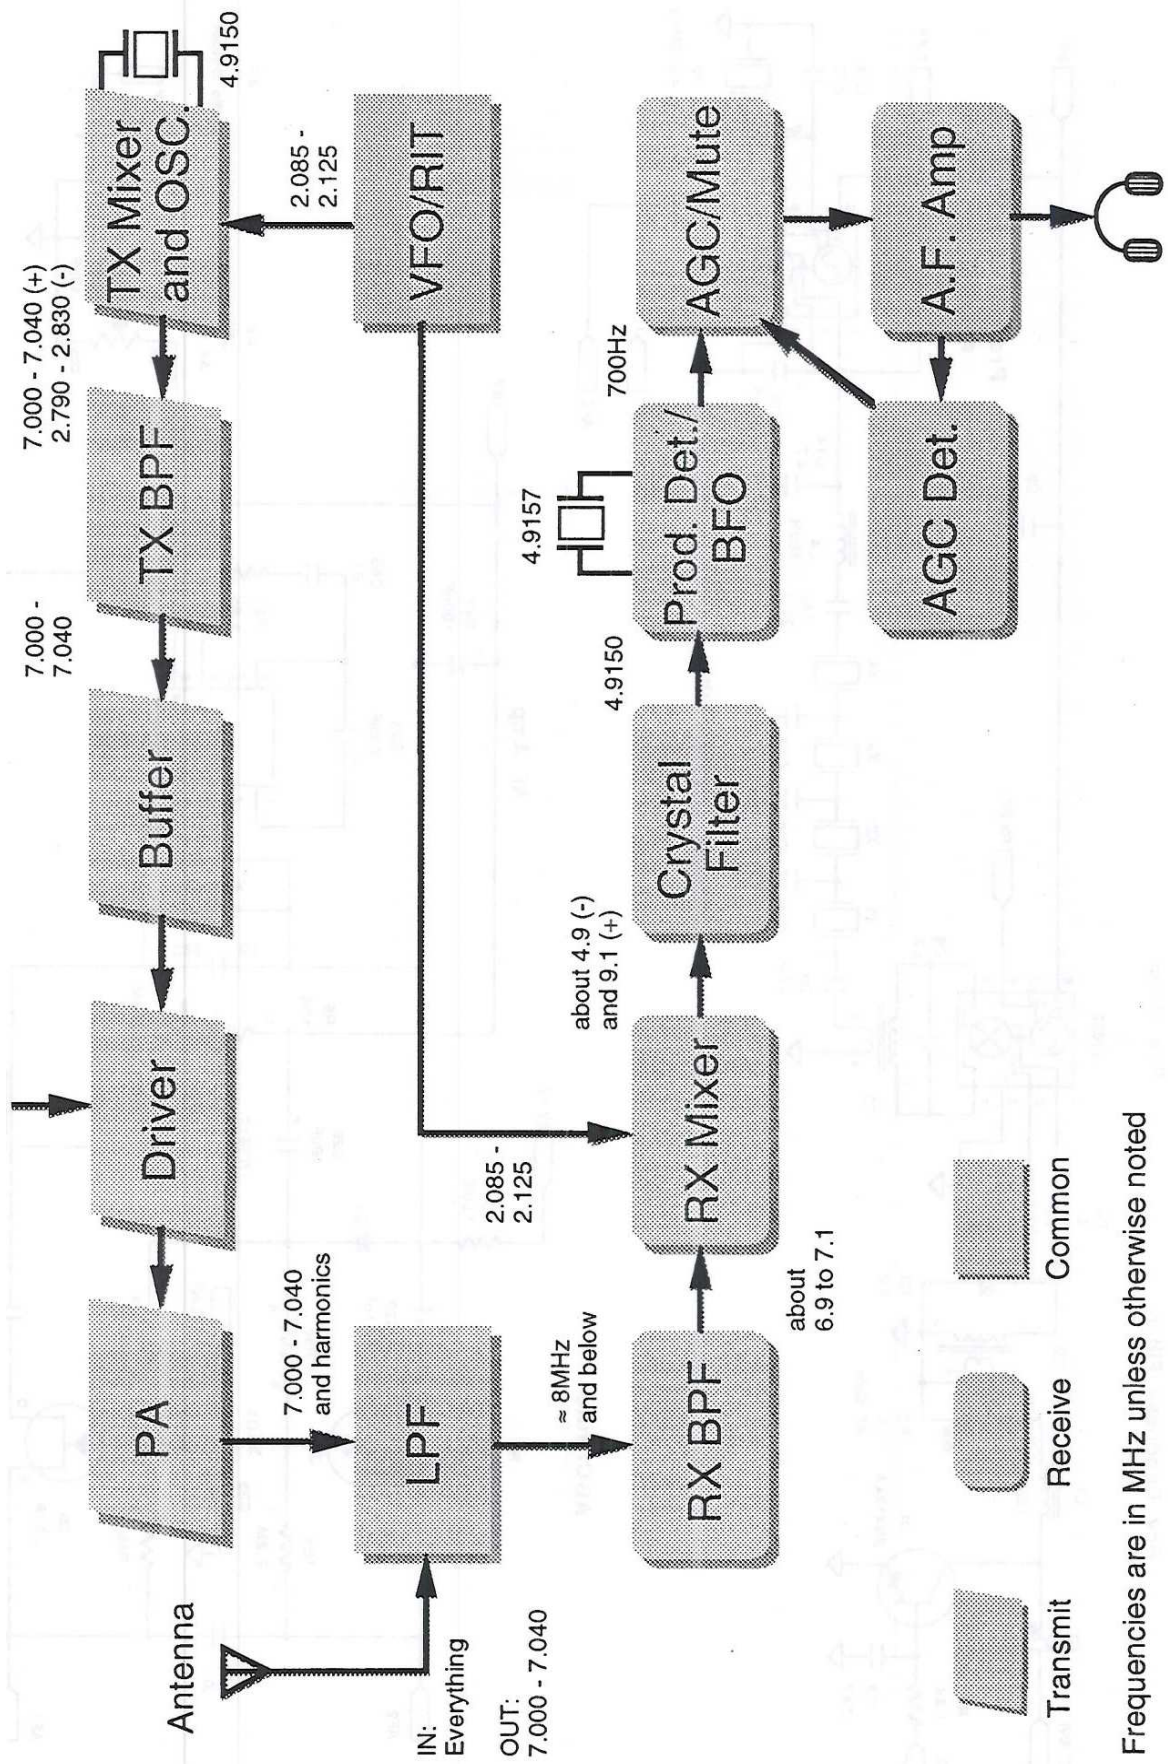 Antenna
IN:
Everything
OUT:
7.000 - 7.040
PA
Driver
Buffer
TX BPF
TX Mixer
and OSC.
7.000 -
7.040
7.000 - 7.040 (+)
2.790 - 2.830 (-)
4.9150
7.000 - 7.040
and harmonics
2.085 -
2.125
LPF
VFO/RIT
≈ 8MHz
and below
2.085 -
2.125
about 4.9 (-)
and 9.1 (+)
4.9150
4.9157
700Hz
RX BPF
RX Mixer
Crystal
Filter
Prod. Det./
BFO
AGC/Mute
about
6.9 to 7.1
AGC Det.
A.F. Amp
Transmit
Receive
Common
Frequencies are in MHz unless otherwise noted